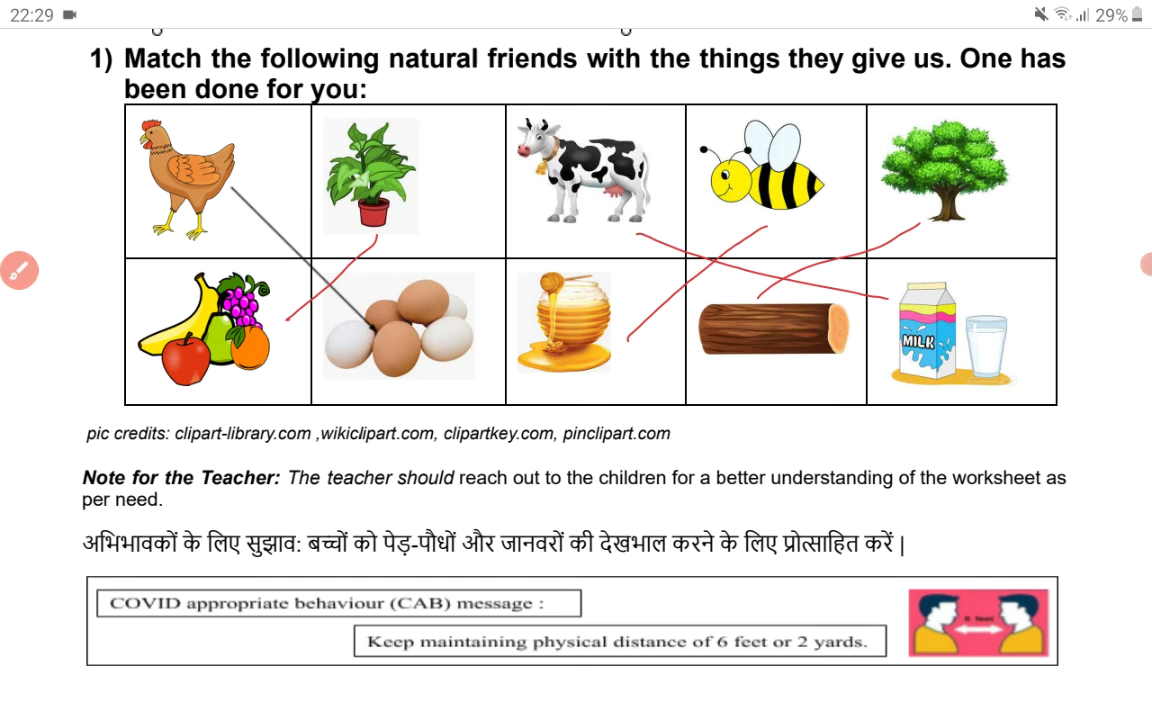 22:29
29%
1) Match the following natural friends with the things they give us. One has
been done for you:
MILK
pic credits: clipart-library.com ,wikiclipart.com, clipartkey.com, pinclipart.com
Note for the Teacher: The teacher should reach out to the children for a better understanding of the worksheet as
per need.
अभिभावकों के लिए सुझाव: बच्चों को पेड़-पौधों और जानवरों की देखभाल करने के लिए प्रोत्साहित करें |
COVID appropriate behaviour (CAB) message :
Keep maintaining physical distance of 6 feet or 2 yards.
6 feet